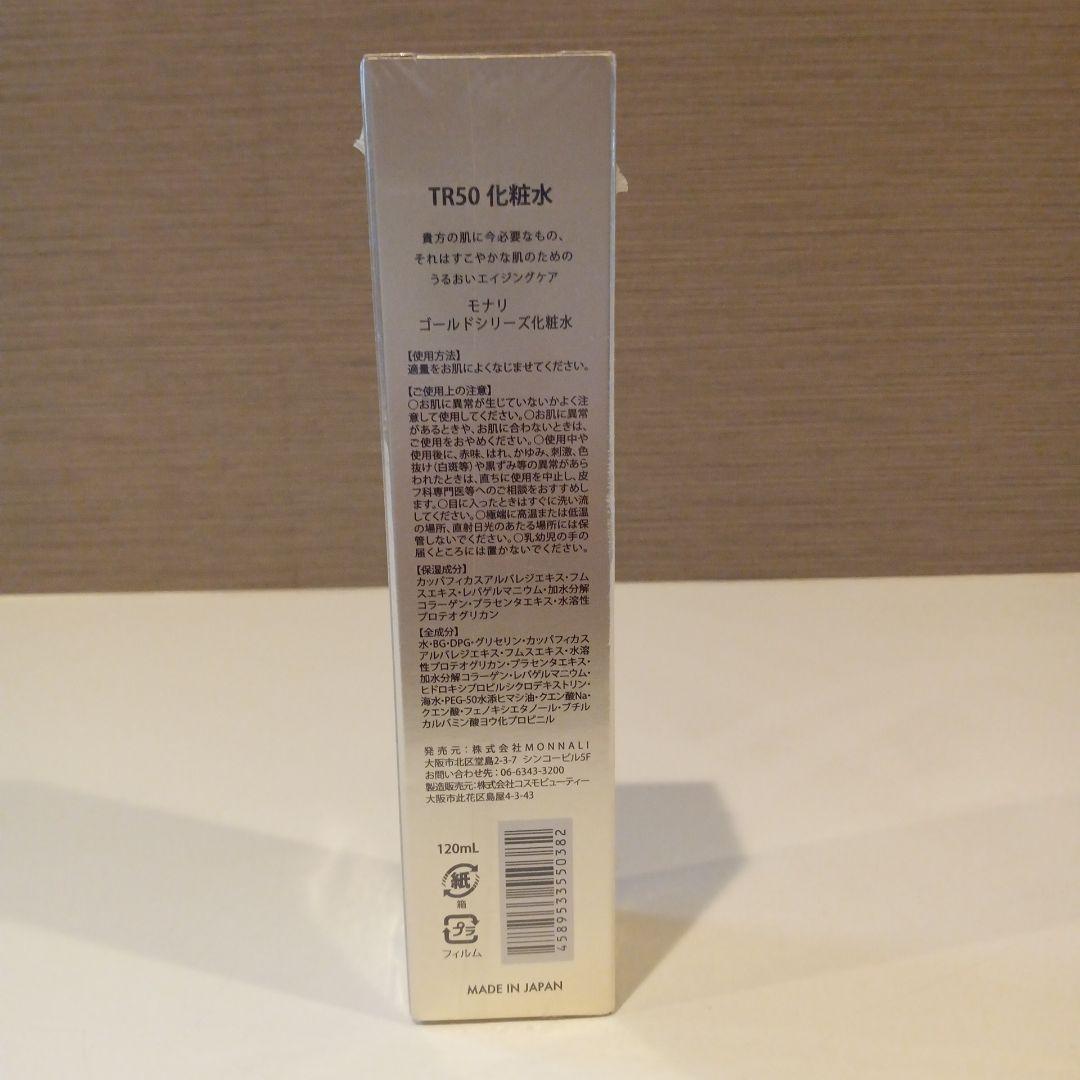 TR50 化粧水
貴方の肌に今必要なもの、
それはすこやかな肌のための
うるおいエイジングケア
モナリ
ゴールドシリーズ化粧水
【使用方法】
適量をお肌によくなじませてください。
【ご使用上の注意】
○お肌に異常が生じていないかよく注
意して使用してください。○お肌に異常
があるときや、お肌に合わないときは、
ご使用をおやめください。○使用中や
使用後に、赤味、はれ、かゆみ、刺激、色
抜け(白斑等)や黒ずみ等の異常があら
われたときは、直ちに使用を中止し、皮
フ科専門医等へのご相談をおすすめし
ます。○目に入ったときはすぐに洗い流
してください。○極端に高温または低温
の場所、直射日光のあたる場所には保
管しないでください。○乳幼児の手の
届くところには置かないでください。
【保湿成分】
カッパフィカスアルバレジエキス・フム
スエキス・レパゲルマニウム・加水分解
コラーゲン・プラセンタエキス・水溶性
プロテオグリカン
【全成分】
水・BG・DPG・グリセリン・カッパフィカス
アルバレジエキス・フムスエキス・水溶
性プロテオグリカン・プラセンタエキス・
加水分解コラーゲン・レパゲルマニウム・
ヒドロキシプロピルシクロデキストリン・
海水・PEG-50水添ヒマシ油・クエン酸Na・
クエン酸・フェノキシエタノール・ブチル
カルバミン酸ヨウ化プロピニル
発売元:株式会社MONNALI
大阪市北区堂島2-3-7 シンコービル5F
お問い合わせ先:06-6343-3200
製造販売元:株式会社コスモビューティー
大阪市此花区島屋4-3-43
120mL
紙
箱
プラ
フィルム
4589533550382
MADE IN JAPAN